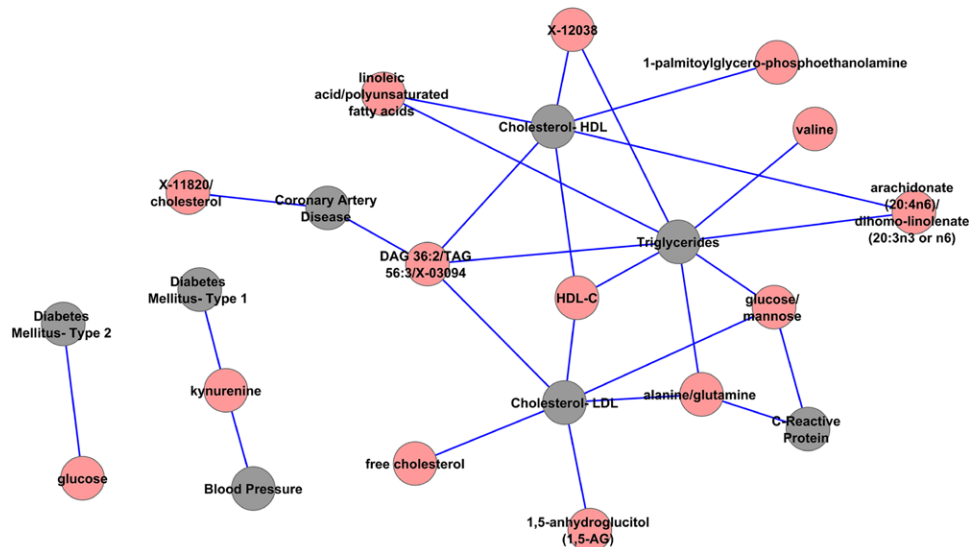 X-12038
1-palmitoylglycero-phosphoethanolamine
linoleic
acid/polyunsaturated
fatty acids
Cholesterol- HDL
valine
X-11820/
cholesterol
Coronary Artery
Disease
arachidonate
(20:4n6)/
dihomo-linolenate
(20:3n3 or n6)
Triglycerides
DAG 36:2/TAG
56:3/X-03094
Diabetes
Mellitus- Type 1
HDL-C
glucose/
mannose
Diabetes
Mellitus- Type 2
kynurenine
Cholesterol- LDL
alanine/glutamine
C-Reactive
Protein
free cholesterol
glucose
Blood Pressure
1,5-anhydroglucitol
(1,5-AG)